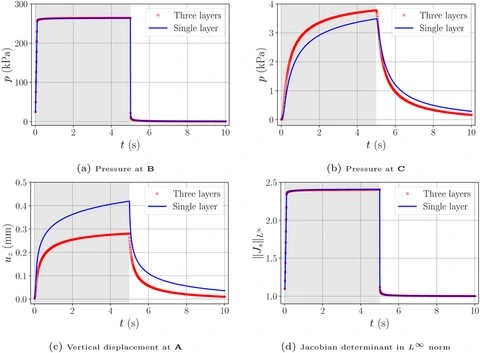 300
200
100
0
p (kPa)
Three layers
Single layer
0 2 4 6 8 10
t (s)
(a) Pressure at B
4
3
2
1
0
p (kPa)
Three layers
Single layer
0 2 4 6 8 10
t (s)
(b) Pressure at C
0.5
0.4
0.3
0.2
0.1
0.0
u_z (mm)
Three layers
Single layer
0 2 4 6 8 10
t (s)
(c) Vertical displacement at A
2.5
2.0
1.5
1.0
‖J_s‖_{L^∞}
Three layers
Single layer
0 2 4 6 8 10
t (s)
(d) Jacobian determinant in L^∞ norm